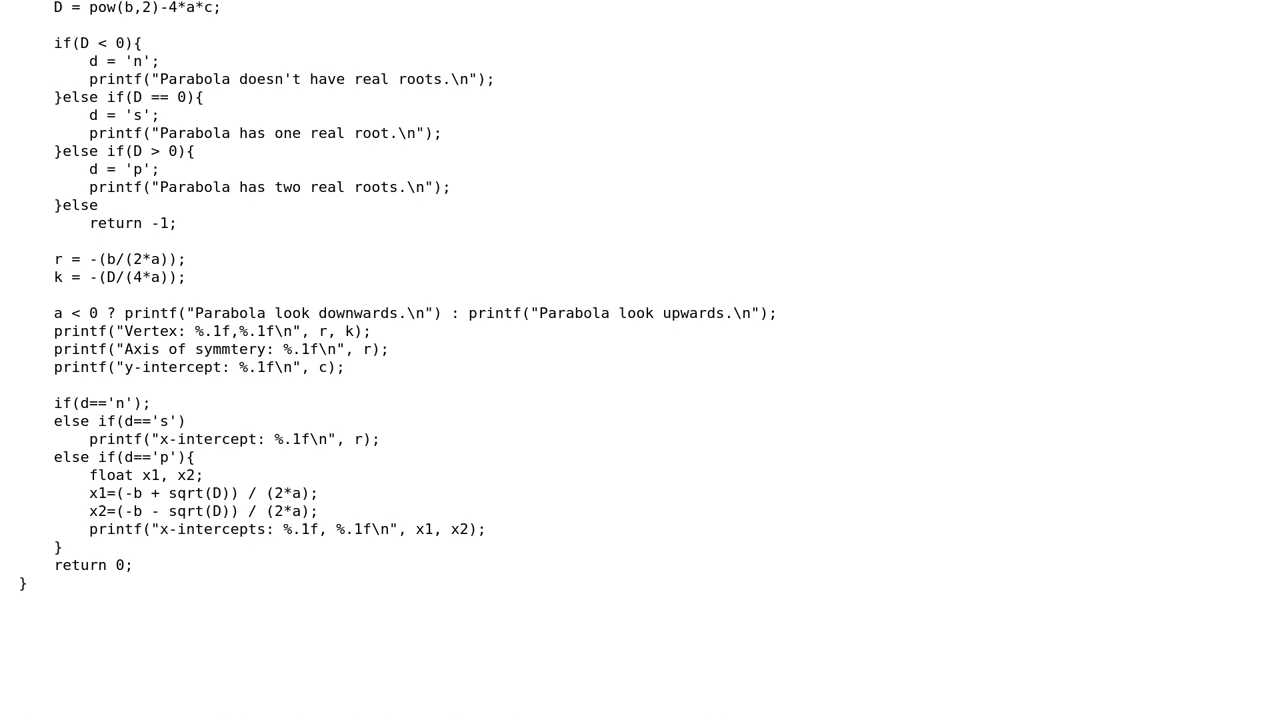 D = pow(b,2)-4*a*c;
if(D < 0){
d = 'n';
printf("Parabola doesn't have real roots.\n");
}else if(D == 0){
d = 's';
printf("Parabola has one real root.\n");
}else if(D > 0){
d = 'p';
printf("Parabola has two real roots.\n");
}else
return -1;
r = -(b/(2*a));
k = -(D/(4*a));
a < 0 ? printf("Parabola look downwards.\n") : printf("Parabola look upwards.\n");
printf("Vertex: %.1f,%.1f\n", r, k);
printf("Axis of symmtery: %.1f\n", r);
printf("y-intercept: %.1f\n", c);
if(d=='n');
else if(d=='s')
printf("x-intercept: %.1f\n", r);
else if(d=='p'){
float x1, x2;
x1=(-b + sqrt(D)) / (2*a);
x2=(-b - sqrt(D)) / (2*a);
printf("x-intercepts: %.1f, %.1f\n", x1, x2);
}
return 0;
}